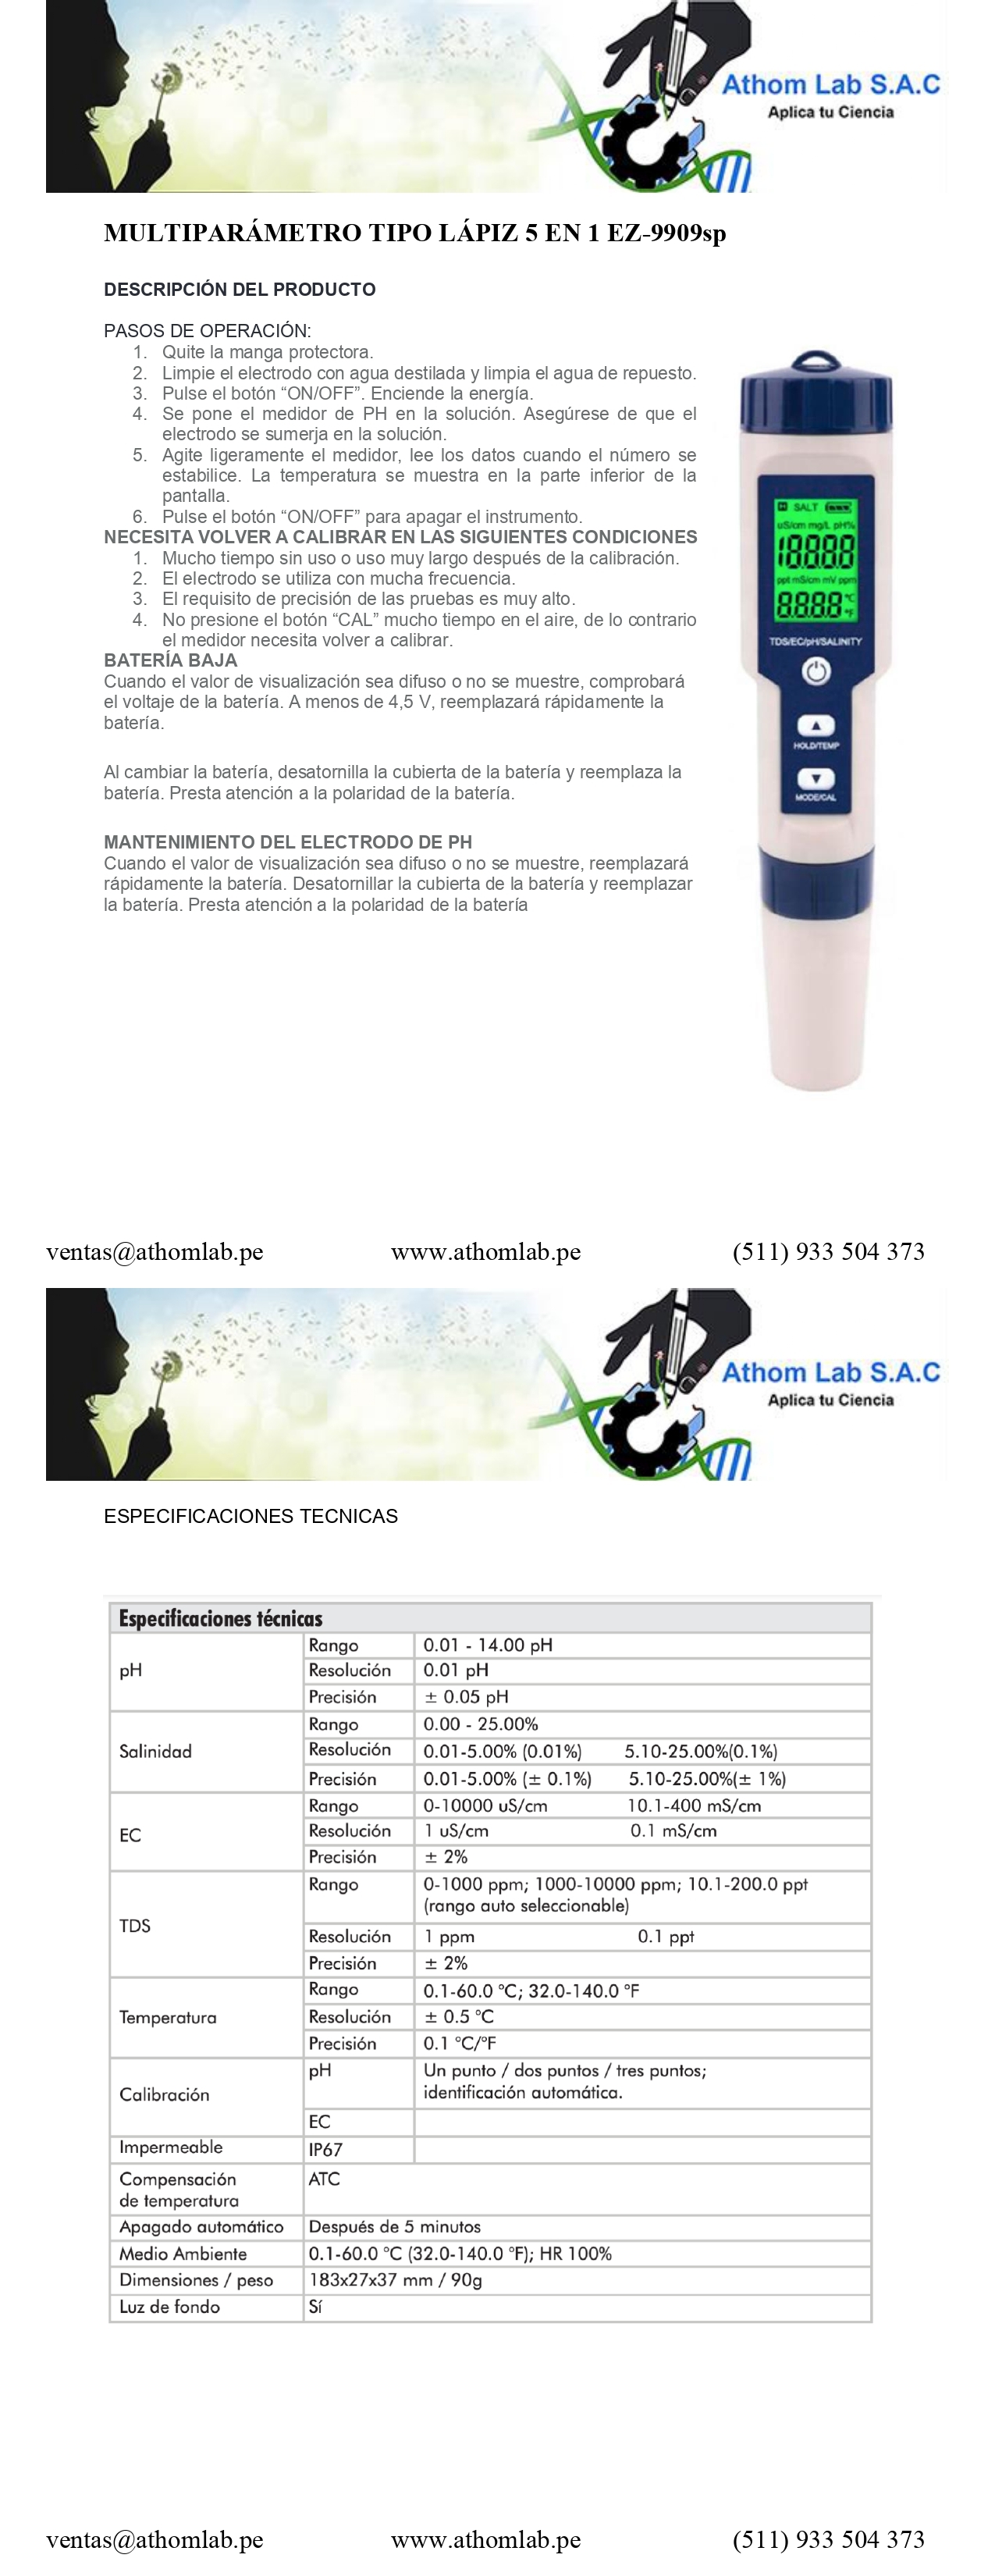 Athom Lab S.A.C
Aplica tu Ciencia
MULTIPARÁMETRO TIPO LÁPIZ 5 EN 1 EZ-9909sp
DESCRIPCIÓN DEL PRODUCTO
PASOS DE OPERACIÓN:
1. Quite la manga protectora.
2. Limpie el electrodo con agua destilada y limpia el agua de repuesto.
3. Pulse el botón “ON/OFF”. Enciende la energía.
4. Se pone el medidor de PH en la solución. Asegúrese de que el
electrodo se sumerja en la solución.
5. Agite ligeramente el medidor, lee los datos cuando el número se
estabilice. La temperatura se muestra en la parte inferior de la
pantalla.
6. Pulse el botón “ON/OFF” para apagar el instrumento.
NECESITA VOLVER A CALIBRAR EN LAS SIGUIENTES CONDICIONES
1. Mucho tiempo sin uso o uso muy largo después de la calibración.
2. El electrodo se utiliza con mucha frecuencia.
3. El requisito de precisión de las pruebas es muy alto.
4. No presione el botón “CAL” mucho tiempo en el aire, de lo contrario
el medidor necesita volver a calibrar.
BATERÍA BAJA
Cuando el valor de visualización sea difuso o no se muestre, comprobará
el voltaje de la batería. A menos de 4,5 V, reemplazará rápidamente la
batería.
Al cambiar la batería, desatornilla la cubierta de la batería y reemplaza la
batería. Presta atención a la polaridad de la batería.
MANTENIMIENTO DEL ELECTRODO DE PH
Cuando el valor de visualización sea difuso o no se muestre, reemplazará
rápidamente la batería. Desatornillar la cubierta de la batería y reemplazar
la batería. Presta atención a la polaridad de la batería
H SALT
uS/cm mg/L pH%
18888
ppt mS/cm mV ppm
888.8 °C °F
TDS/EC/pH/SALINITY
HOLD/TEMP
MODE/CAL
ventas@athomlab.pe www.athomlab.pe (511) 933 504 373
Athom Lab S.A.C
Aplica tu Ciencia
ESPECIFICACIONES TECNICAS
Especificaciones técnicas
pH
Rango 0.01 - 14.00 pH
Resolución 0.01 pH
Precisión ± 0.05 pH
Salinidad
Rango 0.00 - 25.00%
Resolución 0.01-5.00% (0.01%) 5.10-25.00%(0.1%)
Precisión 0.01-5.00% (± 0.1%) 5.10-25.00%(± 1%)
EC
Rango 0-10000 uS/cm 10.1-400 mS/cm
Resolución 1 uS/cm 0.1 mS/cm
Precisión ± 2%
TDS
Rango 0-1000 ppm; 1000-10000 ppm; 10.1-200.0 ppt
(rango auto seleccionable)
Resolución 1 ppm 0.1 ppt
Precisión ± 2%
Temperatura
Rango 0.1-60.0 °C; 32.0-140.0 °F
Resolución ± 0.5 °C
Precisión 0.1 °C/°F
Calibración
pH Un punto / dos puntos / tres puntos;
identificación automática.
EC
Impermeable IP67
Compensación ATC
de temperatura
Apagado automático Después de 5 minutos
Medio Ambiente 0.1-60.0 °C (32.0-140.0 °F); HR 100%
Dimensiones / peso 183x27x37 mm / 90g
Luz de fondo Sí
ventas@athomlab.pe www.athomlab.pe (511) 933 504 373